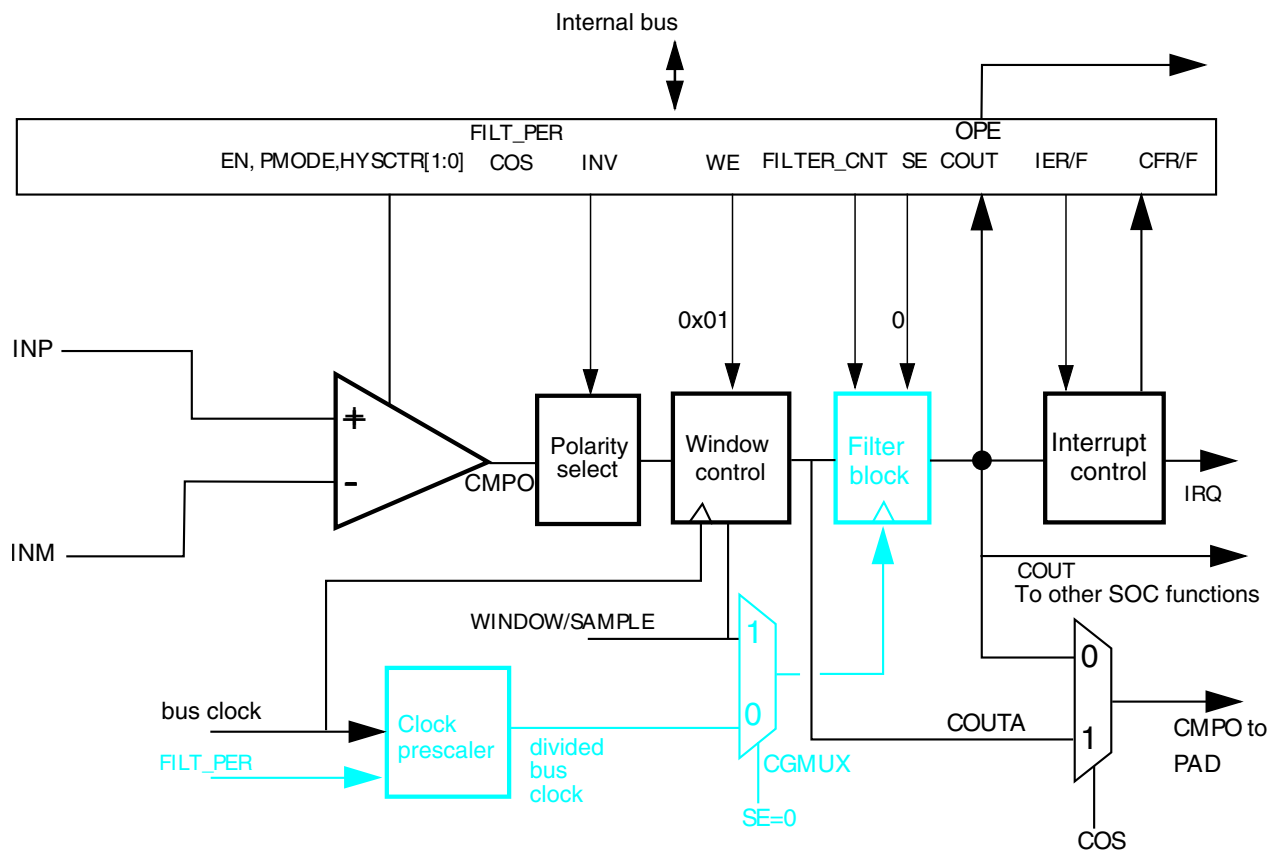 Internal bus
FILT_PER
OPE
EN, PMODE,HYSCTR[1:0]
COS
INV
WE
FILTER_CNT
SE
COUT
IER/F
CFR/F
0x01
0
INP
+
-
INM
CMPO
Polarity
select
Window
control
Filter
block
Interrupt
control
IRQ
COUT
To other SOC functions
WINDOW/SAMPLE
1
0
CGMUX
SE=0
bus clock
FILT_PER
Clock
prescaler
divided
bus
clock
COUTA
0
1
CMPO to
PAD
COS